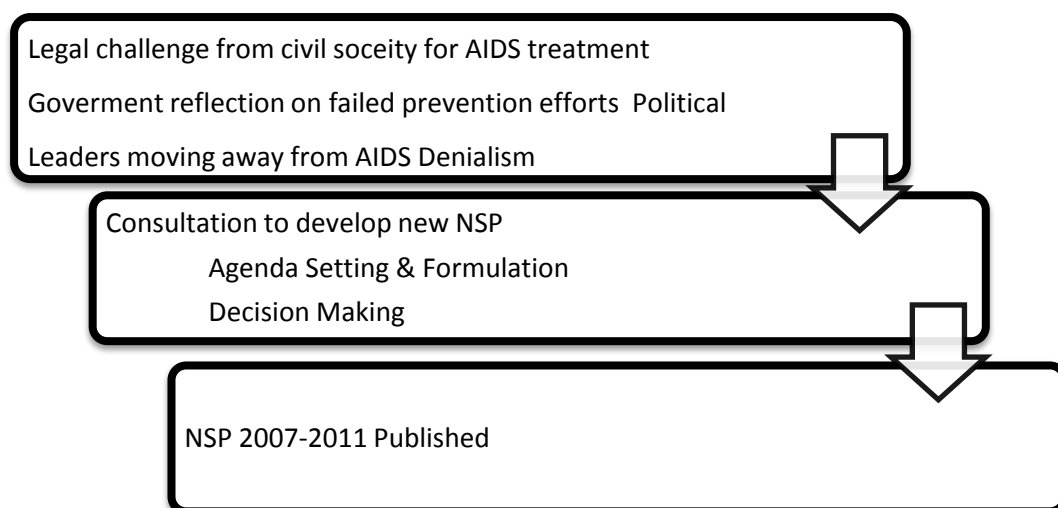 Legal challenge from civil soceity for AIDS treatment
Goverment reflection on failed prevention efforts Political
Leaders moving away from AIDS Denialism
Consultation to develop new NSP
Agenda Setting & Formulation
Decision Making
NSP 2007-2011 Published